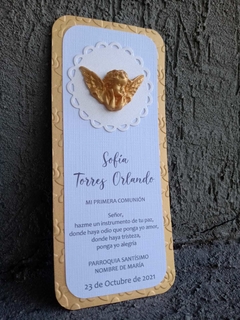 Sofía
Torres Orlando
MI PRIMERA COMUNIÓN
Señor,
hazme un instrumento de tu paz,
donde haya odio que ponga yo amor,
donde haya tristeza,
ponga yo alegría
PARROQUIA SANTÍSIMO
NOMBRE DE MARÍA
23 de Octubre de 2021